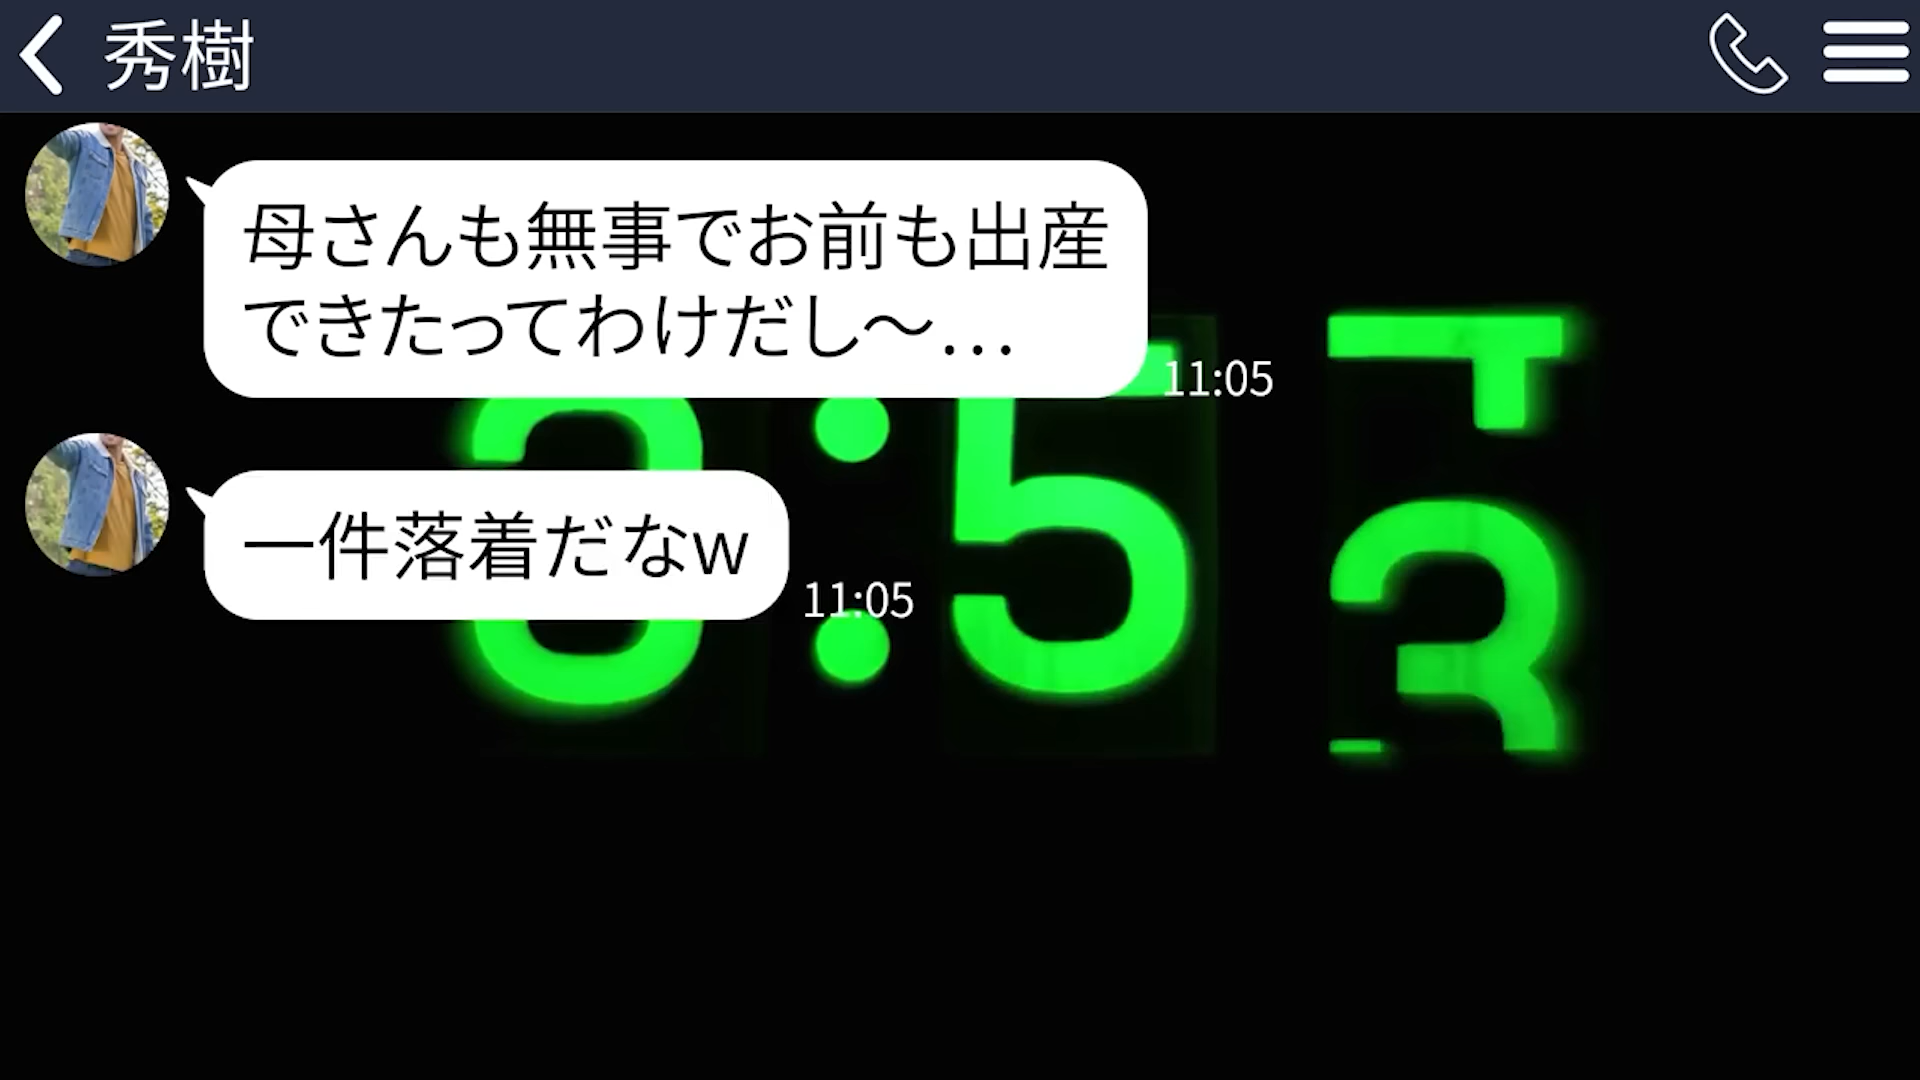 秀樹
母さんも無事でお前も出産
できたってわけだし～…
11:05
一件落着だなw
11:05